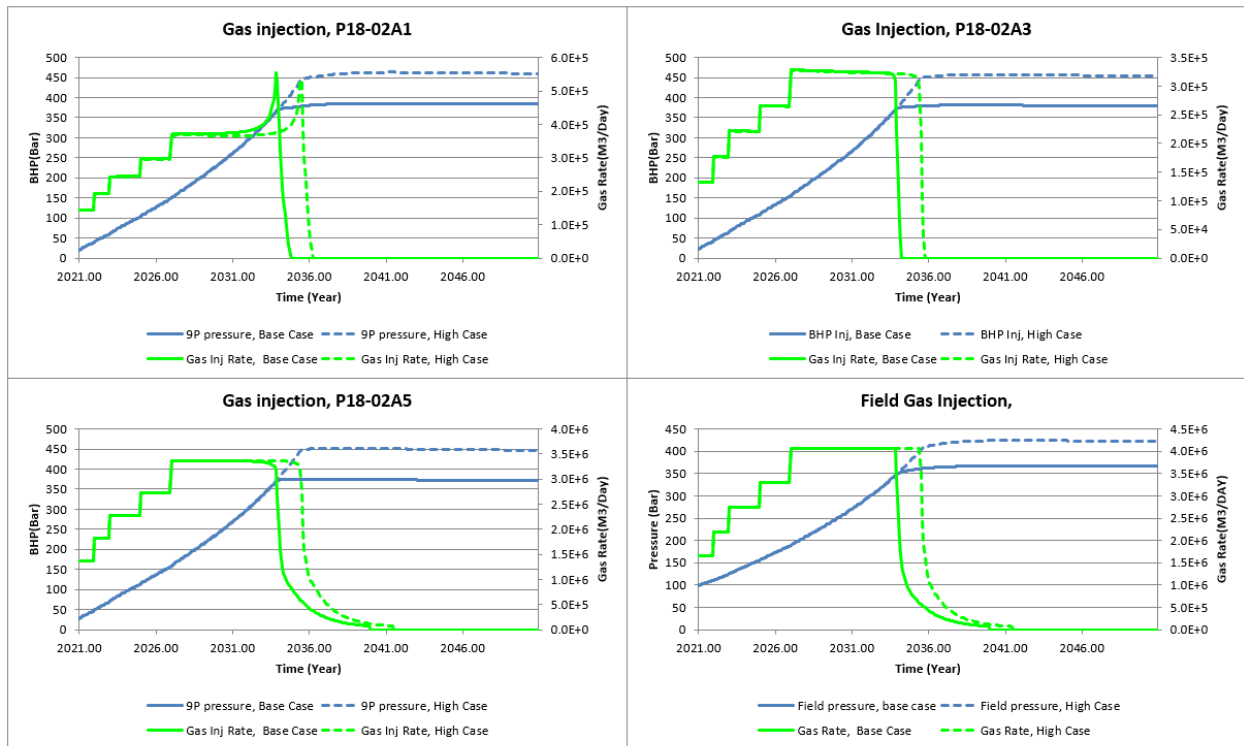 Gas injection, P18-02A1
BHP(Bar)
500
450
400
350
300
250
200
150
100
50
0
6.0E+5
5.0E+5
4.0E+5
3.0E+5
2.0E+5
1.0E+5
0.0E+0
Gas Rate(M3/Day)
2021.00 2026.00 2031.00 2036.00 2041.00 2046.00
Time (Year)
9P pressure, Base Case 9P pressure, High Case
Gas Inj Rate, Base Case Gas Inj Rate, High Case
Gas Injection, P18-02A3
BHP(Bar)
500
450
400
350
300
250
200
150
100
50
0
3.5E+5
3.0E+5
2.5E+5
2.0E+5
1.5E+5
1.0E+5
5.0E+4
0.0E+0
Gas Rate(M3/Day)
2021.00 2026.00 2031.00 2036.00 2041.00 2046.00
Time (Year)
BHP Inj, Base Case BHP Inj, High Case
Gas Inj Rate, Base Case Gas Inj Rate, High Case
Gas injection, P18-02A5
BHP(Bar)
500
450
400
350
300
250
200
150
100
50
0
4.0E+6
3.5E+6
3.0E+6
2.5E+6
2.0E+6
1.5E+6
1.0E+6
5.0E+5
0.0E+0
Gas Rate(M3/Day)
2021.00 2026.00 2031.00 2036.00 2041.00 2046.00
Time (Year)
9P pressure, Base Case 9P pressure, High Case
Gas Inj Rate, Base Case Gas Inj Rate, High Case
Field Gas Injection,
Pressure (Bar)
450
400
350
300
250
200
150
100
50
0
4.5E+6
4.0E+6
3.5E+6
3.0E+6
2.5E+6
2.0E+6
1.5E+6
1.0E+6
5.0E+5
0.0E+0
Gas Rate(M3/DAY)
2021.00 2026.00 2031.00 2036.00 2041.00 2046.00
Time (Year)
Field pressure, base case Field pressure, High Case
Gas Rate, Base Case Gas Rate, High Case